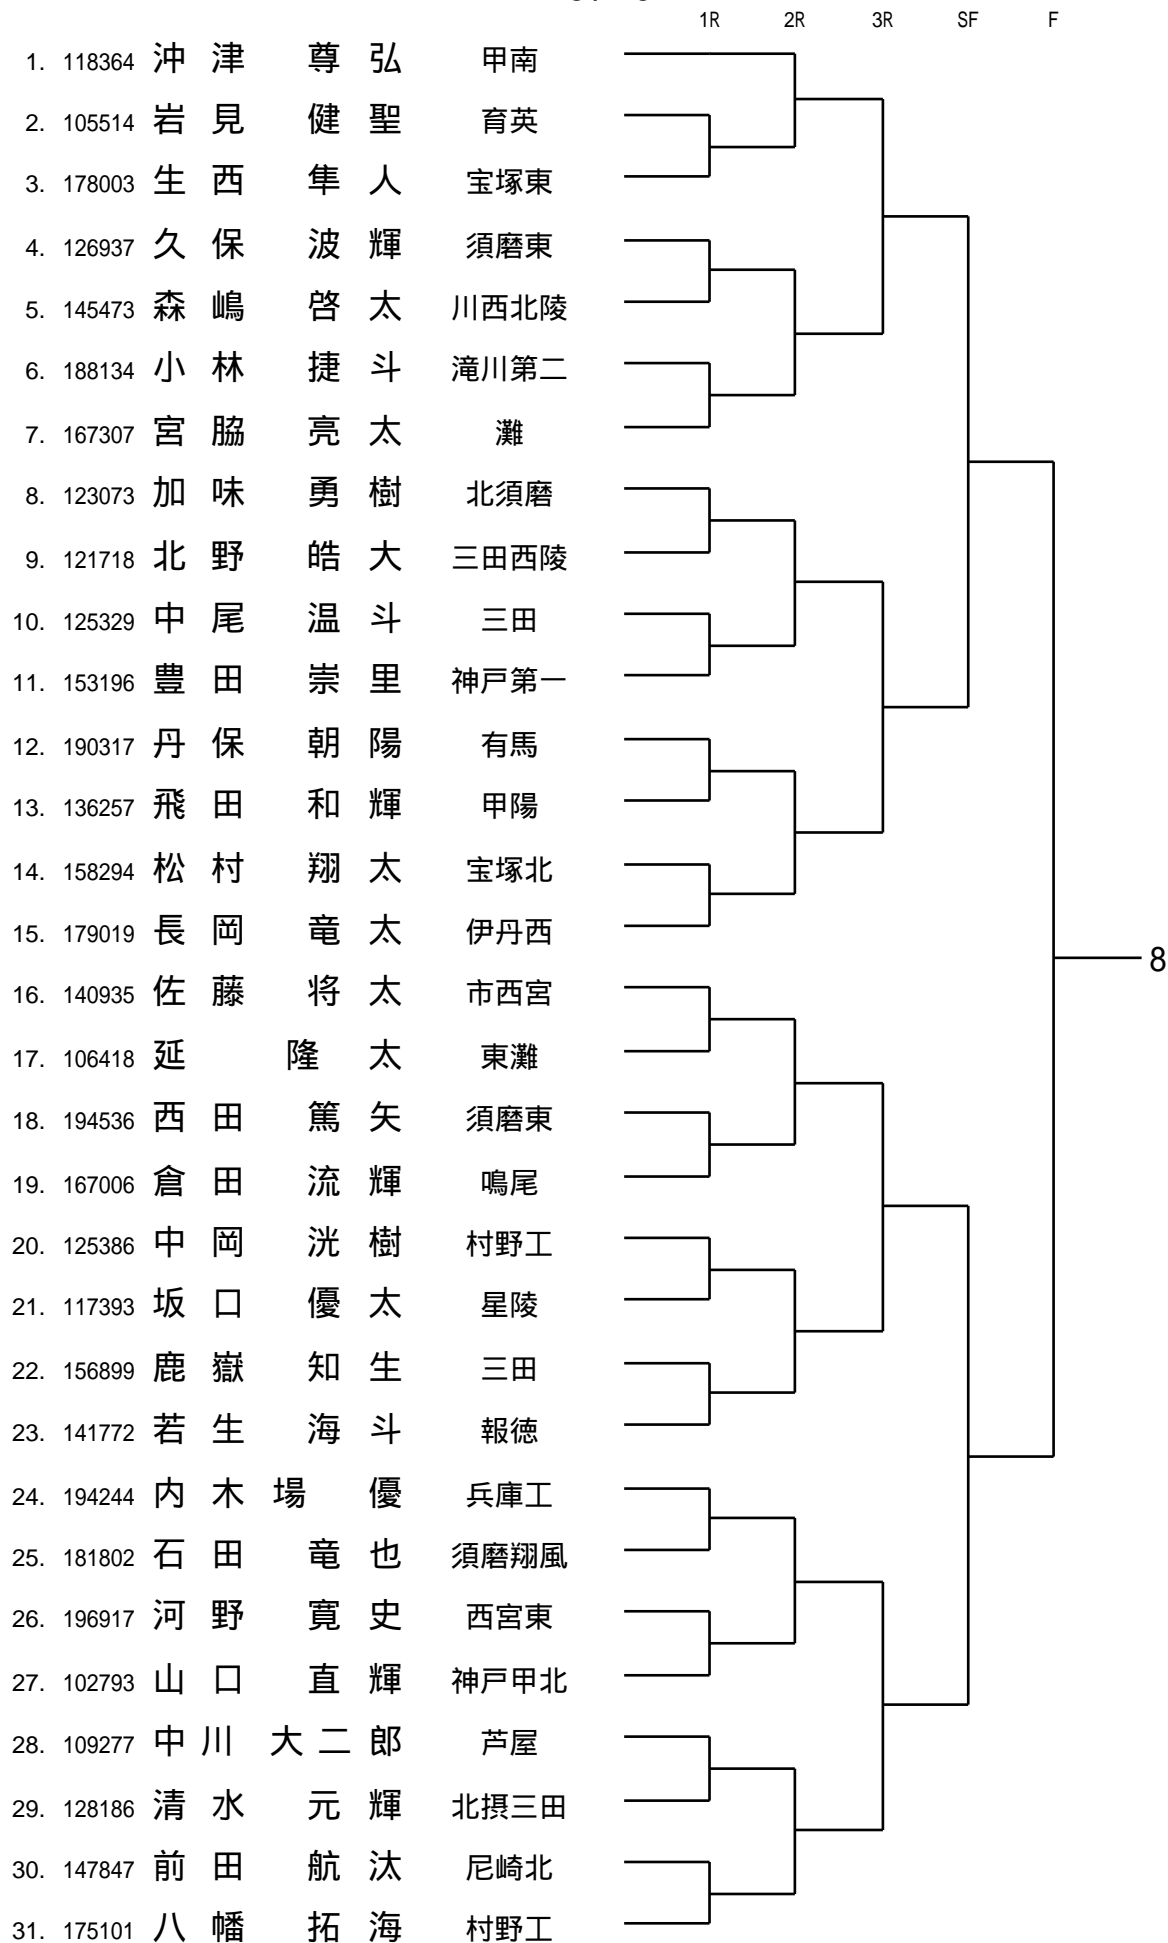 1R 2R 3R SF F
1. 118364 沖津 尊弘 甲南
2. 105514 岩見 健聖 育英
3. 178003 生西 隼人 宝塚東
4. 126937 久保 波輝 須磨東
5. 145473 森嶋 啓太 川西北陵
6. 188134 小林 捷斗 滝川第二
7. 167307 宮脇 亮太 灘
8. 123073 加味 勇樹 北須磨
9. 121718 北野 皓大 三田西陵
10. 125329 中尾 温斗 三田
11. 153196 豊田 崇里 神戸第一
12. 190317 丹保 朝陽 有馬
13. 136257 飛田 和輝 甲陽
14. 158294 松村 翔太 宝塚北
15. 179019 長岡 竜太 伊丹西
8
16. 140935 佐藤 将太 市西宮
17. 106418 延 隆太 東灘
18. 194536 西田 篤矢 須磨東
19. 167006 倉田 流輝 鳴尾
20. 125386 中岡 洸樹 村野工
21. 117393 坂口 優太 星陵
22. 156899 鹿嶽 知生 三田
23. 141772 若生 海斗 報徳
24. 194244 内木場 優 兵庫工
25. 181802 石田 竜也 須磨翔風
26. 196917 河野 寛史 西宮東
27. 102793 山口 直輝 神戸甲北
28. 109277 中川 大二郎 芦屋
29. 128186 清水 元輝 北摂三田
30. 147847 前田 航汰 尼崎北
31. 175101 八幡 拓海 村野工